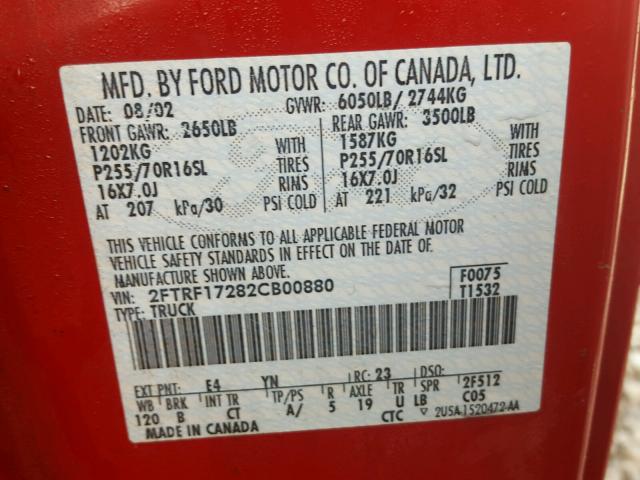 MFD. BY FORD MOTOR CO. OF CANADA, LTD.
DATE: 08/02 GVWR: 6050LB/ 2744KG
FRONT GAWR: 2650LB REAR GAWR: 3500LB
1202KG WITH 1587KG WITH
P255/70R16SL TIRES P255/70R16SL TIRES
16X7.0J RIMS 16X7.0J RIMS
AT 207 kPa/30 PSI COLD AT 221 kPa/32 PSI COLD
THIS VEHICLE CONFORMS TO ALL APPLICABLE FEDERAL MOTOR
VEHICLE SAFETY STANDARDS IN EFFECT ON THE DATE OF
MANUFACTURE SHOWN ABOVE.
F0075
VIN: 2FTRF17282CB00880
T1532
TYPE: TRUCK
EXT PNT: E4 YN RC: 23 DSO:
WB BRK INT TR TP/PS R AXLE TR SPR 2F512
120 B CT A/ 5 19 U LB C05
CTC ▽ 2U5A-1520472-AA
MADE IN CANADA